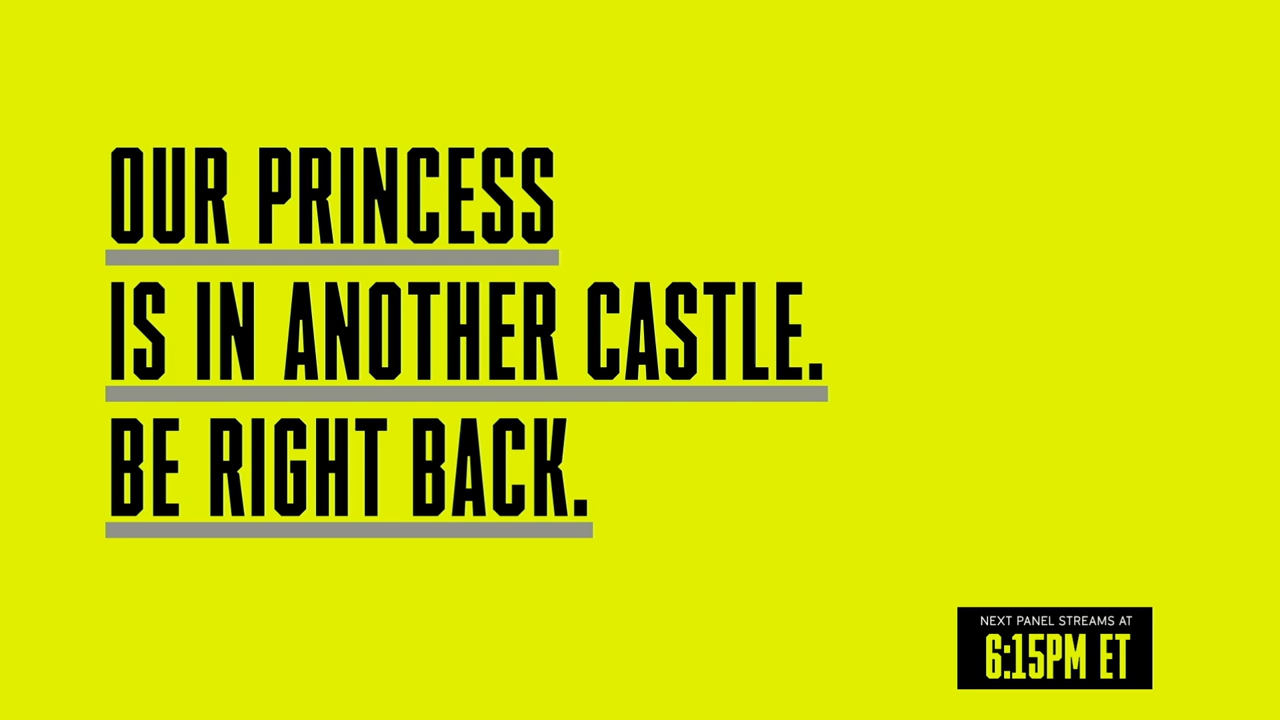 OUR PRINCESS
IS IN ANOTHER CASTLE.
BE RIGHT BACK.
NEXT PANEL STREAMS AT
6:15PM ET